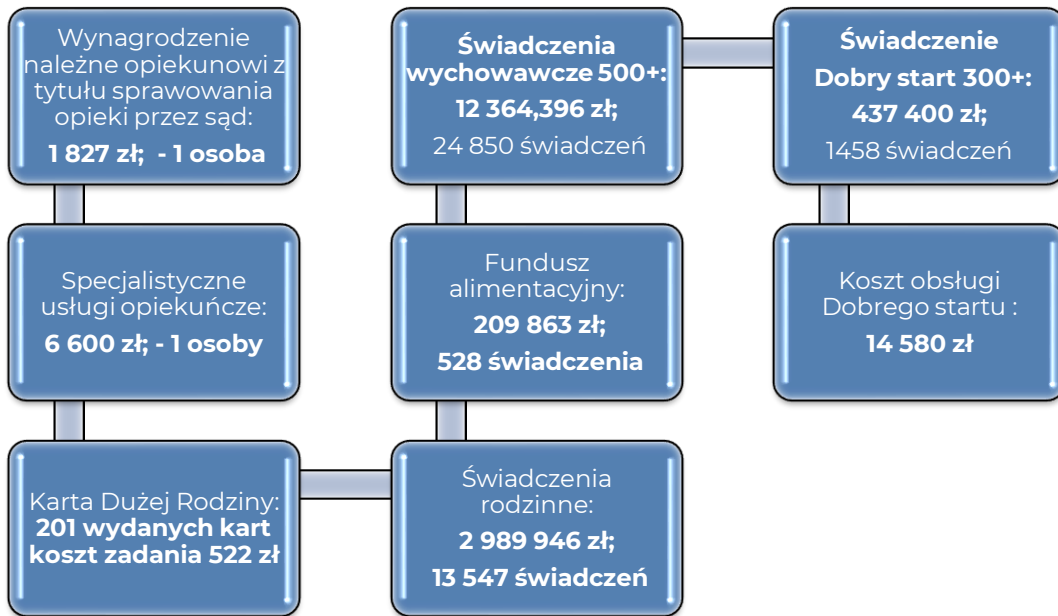 Wynagrodzenie
należne opiekunowi z
tytułu sprawowania
opieki przez sąd:
1 827 zł;  - 1 osoba
Specjalistyczne
usługi opiekuńcze:
6 600 zł; - 1 osoby
Karta Dużej Rodziny:
201 wydanych kart
koszt zadania 522 zł
Świadczenia
rodzinne:
2 989 946 zł;
13 547 świadczeń
Fundusz
alimentacyjny:
209 863 zł;
528 świadczenia
Świadczenia
wychowawcze 500+:
12 364,396 zł;
24 850 świadczeń
Świadczenie
Dobry start 300+:
437 400 zł;
1458 świadczeń
Koszt obsługi
Dobrego startu :
14 580 zł